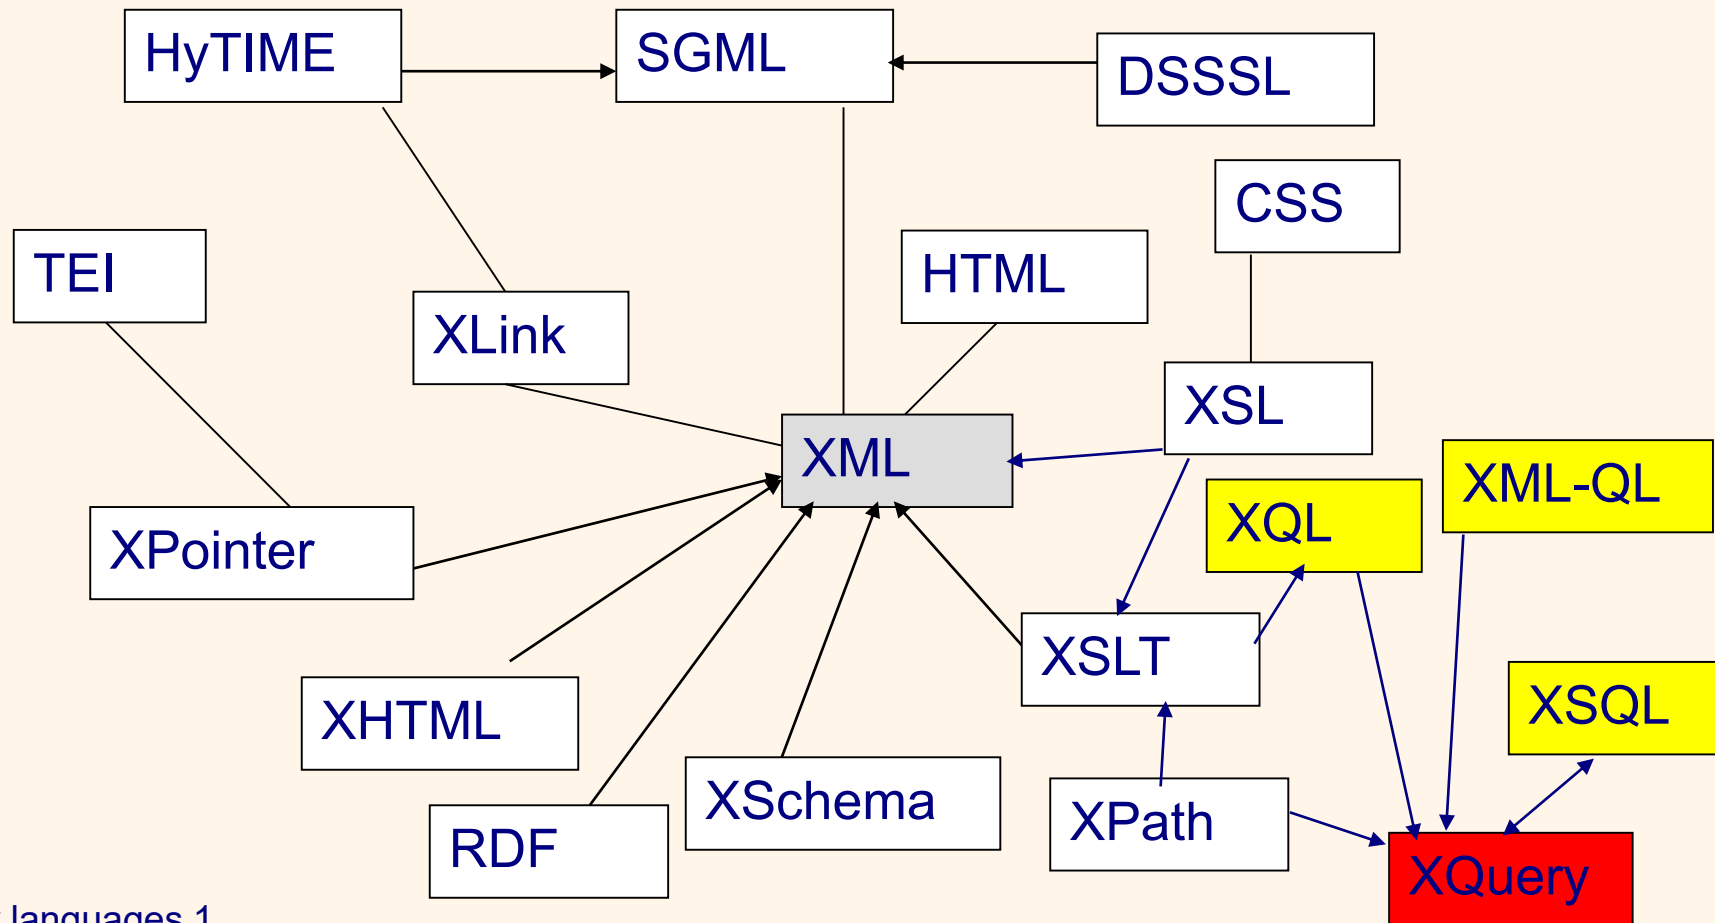 HyTIME
SGML
DSSSL
CSS
TEI
HTML
XLink
XSL
XML
XML-QL
XQL
XPointer
XSLT
XSQL
XHTML
XSchema
XPath
RDF
XQuery
languages 1